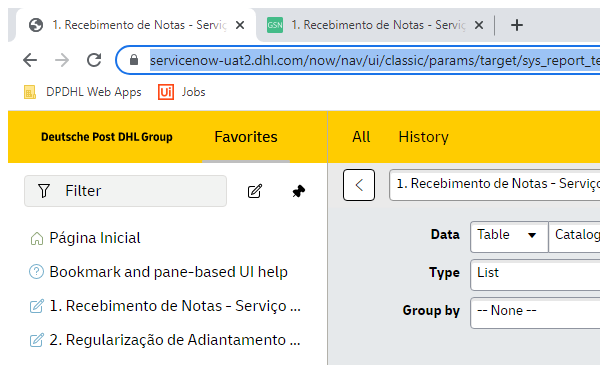 1. Recebimento de Notas - Serviç
GSN 1. Recebimento de Notas - Serviç
servicenow-uat2.dhl.com/now/nav/ui/classic/params/target/sys_report_te
DPDHL Web Apps Ui Jobs
Deutsche Post DHL Group Favorites All History
Filter 1. Recebimento de Notas - Serviço
Página Inicial
Data Table Catalog
Bookmark and pane-based UI help
Type List
1. Recebimento de Notas - Serviço ...
Group by -- None --
2. Regularização de Adiantamento ...